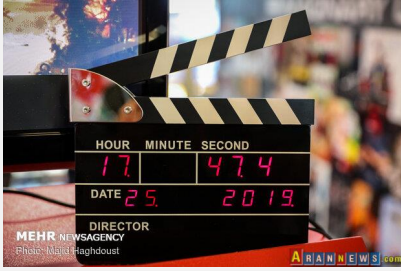 HOUR MINUTE SECOND
17. 47.4
DATE 25. 2019.
DIRECTOR
MEHR NEWSAGENCY
Photo: Majid Haghdoust
ARANNEWS.com